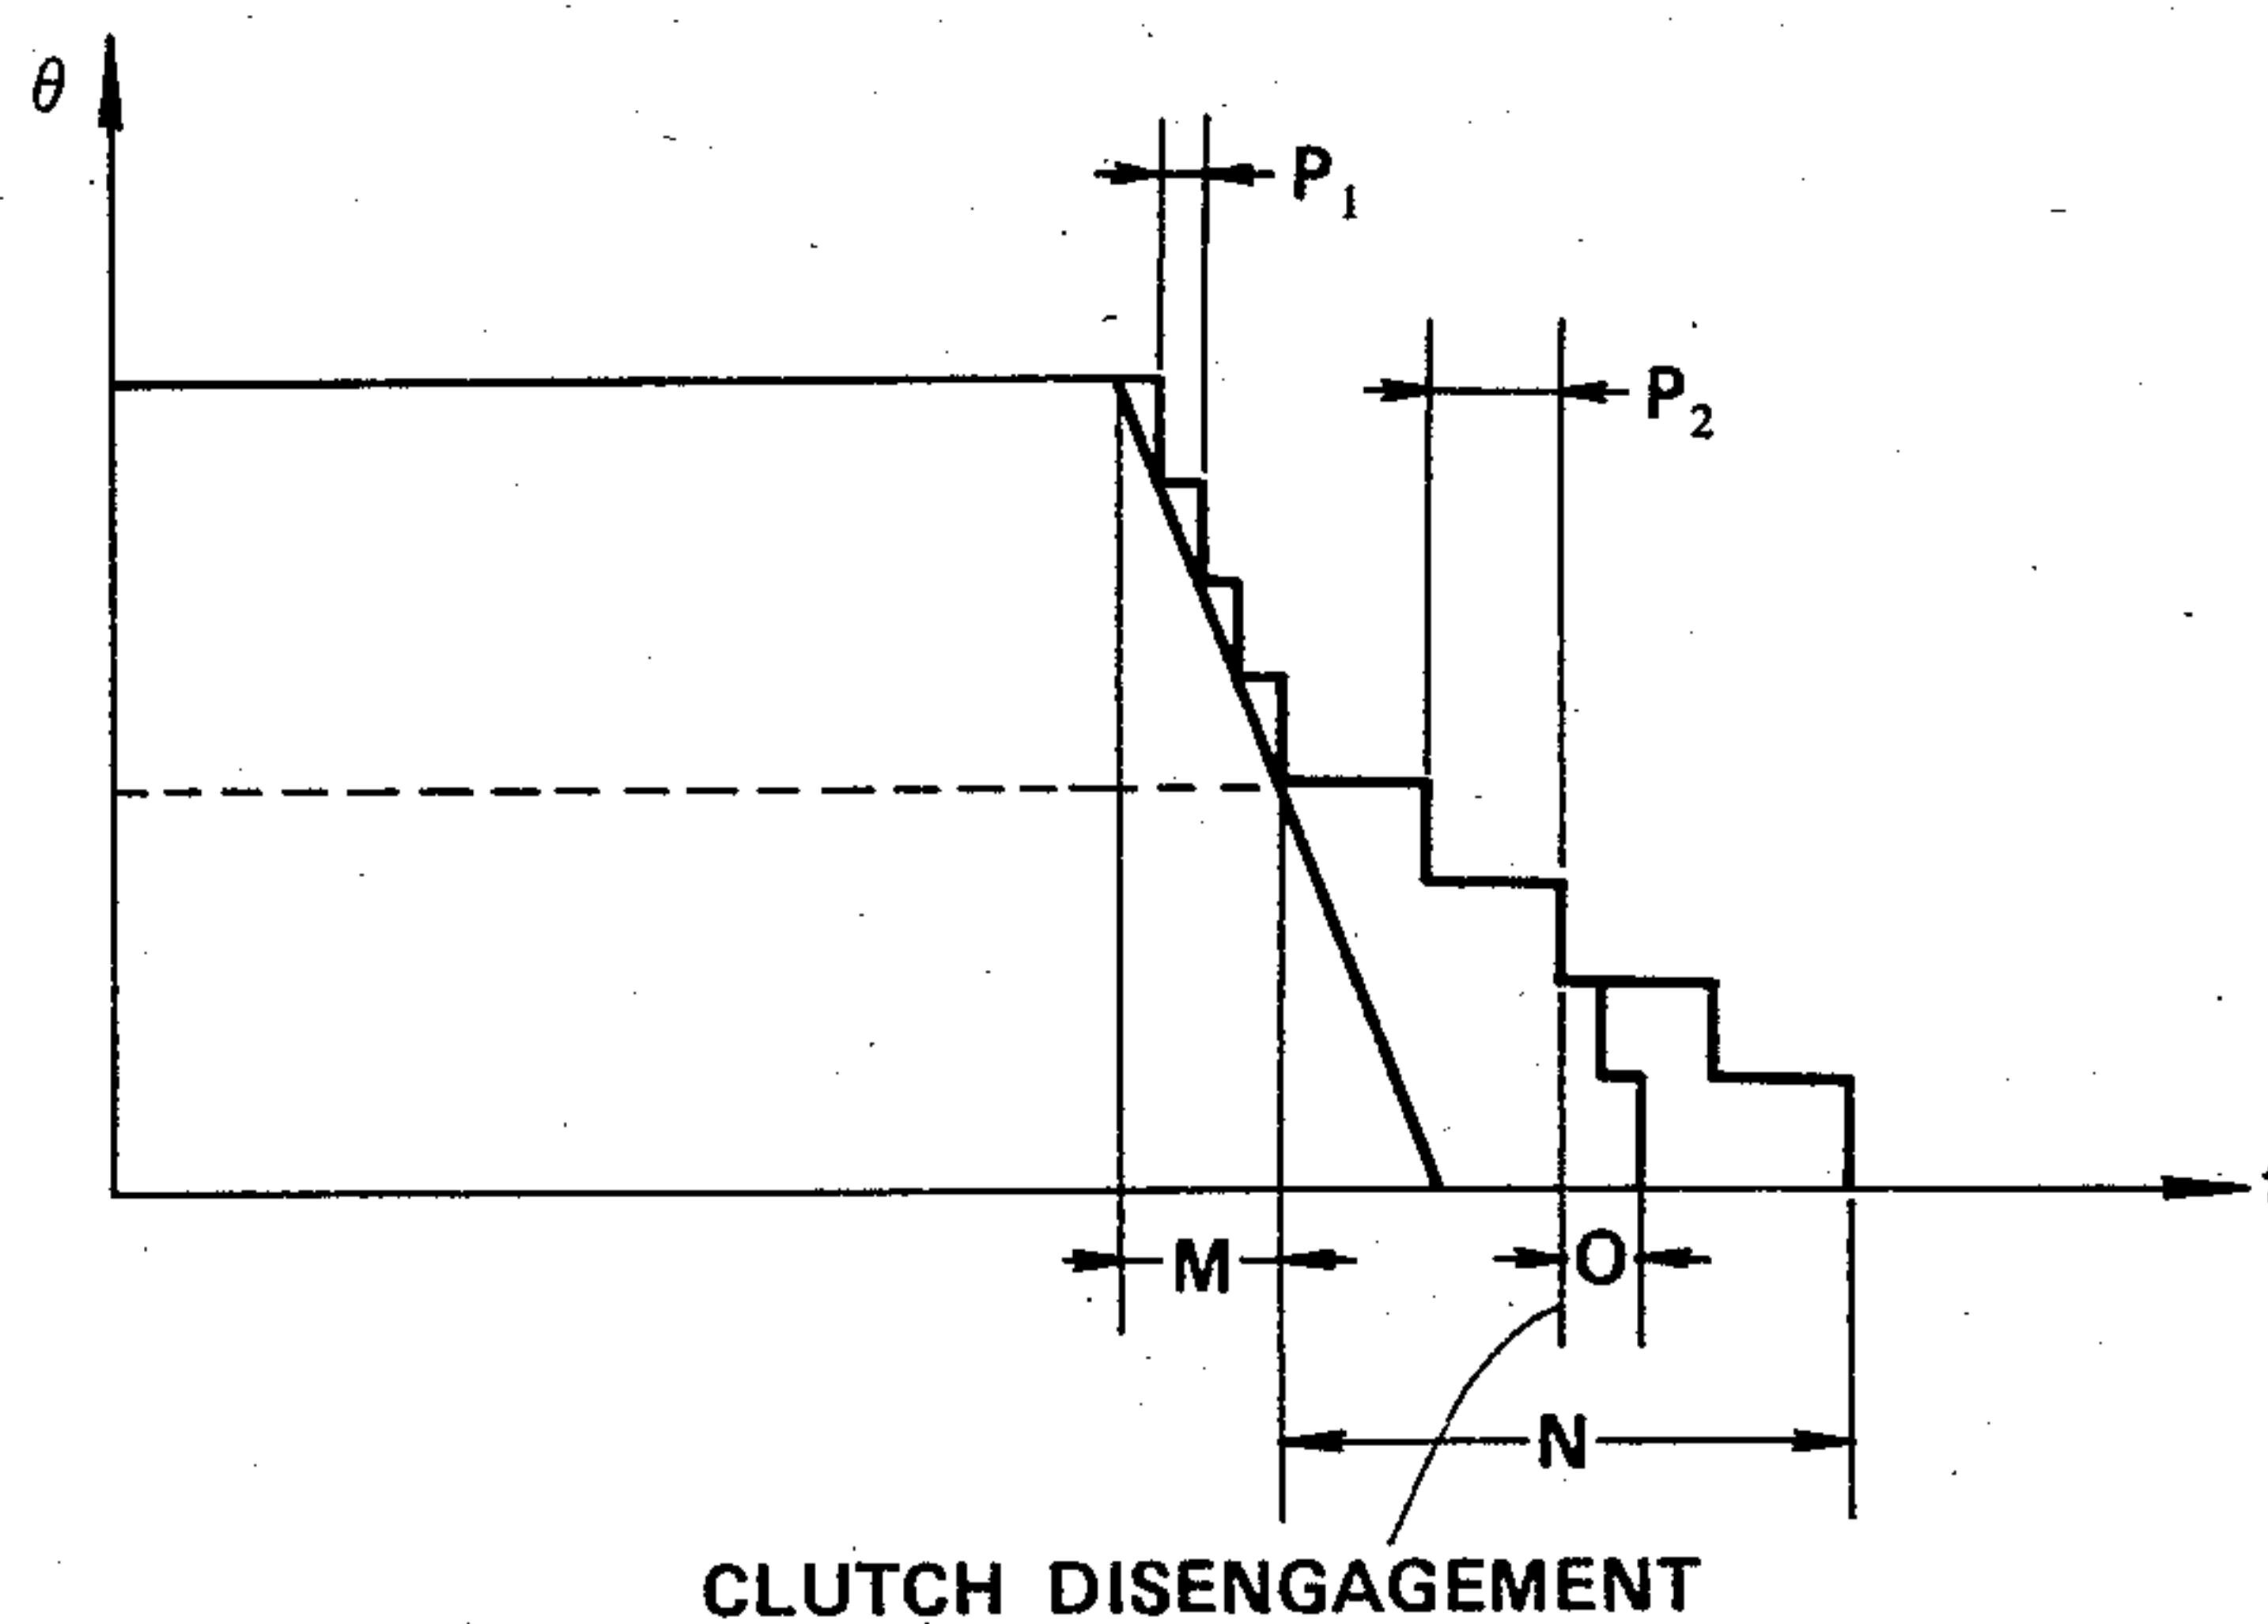 θ
P1
P2
M
O
N
CLUTCH DISENGAGEMENT